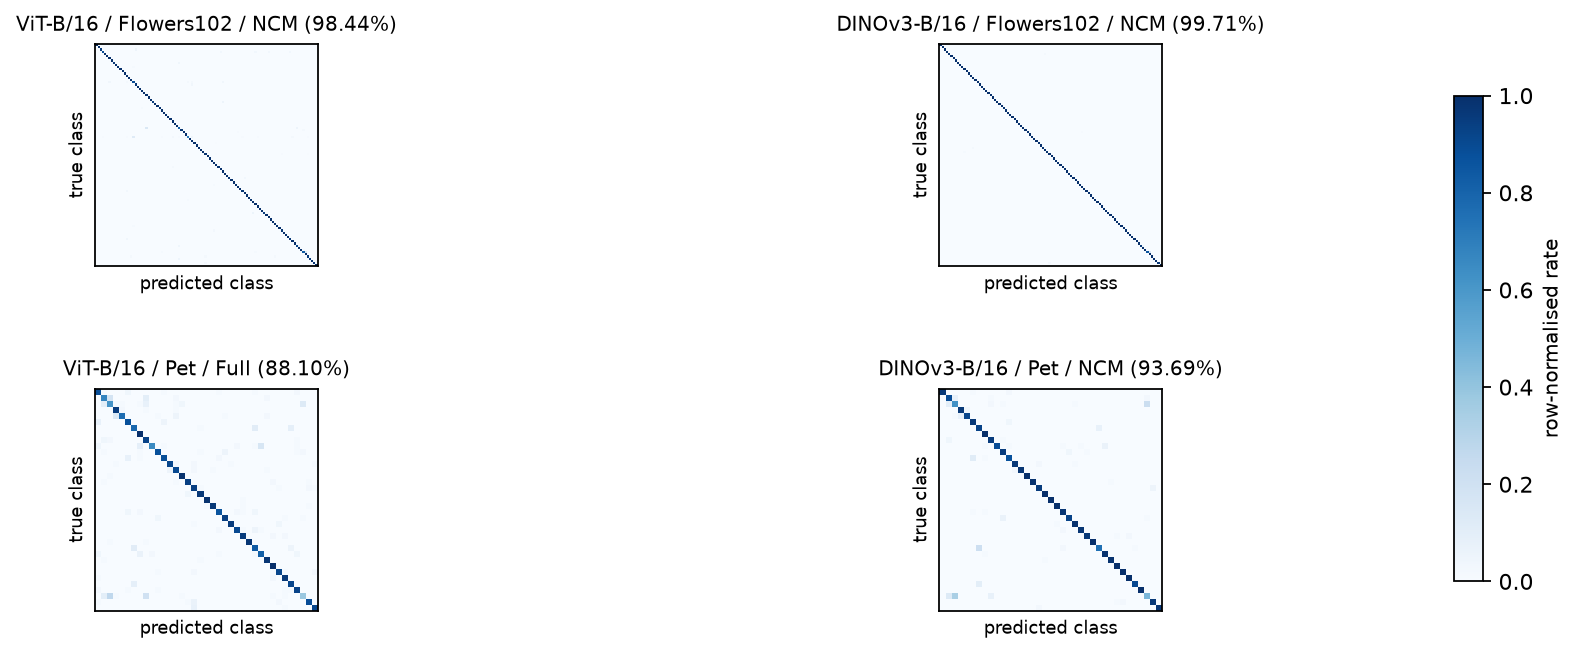 ViT-B/16 / Flowers102 / NCM (98.44%)
true class
predicted class
DINOv3-B/16 / Flowers102 / NCM (99.71%)
true class
predicted class
ViT-B/16 / Pet / Full (88.10%)
true class
predicted class
DINOv3-B/16 / Pet / NCM (93.69%)
true class
predicted class
1.0
0.8
0.6
0.4
0.2
0.0
row-normalised rate